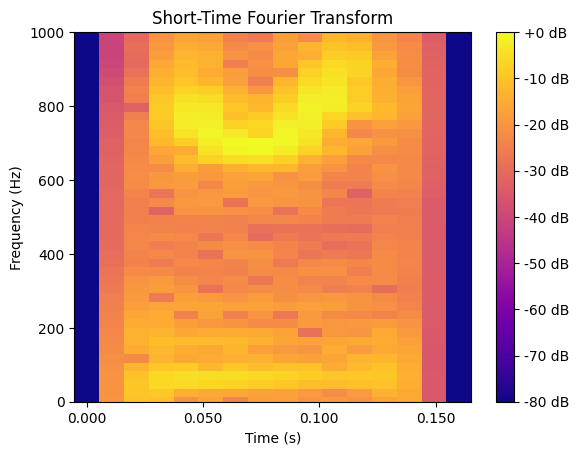 Short-Time Fourier Transform
1000
800
600
400
200
0
Frequency (Hz)
0.000
0.050
0.100
0.150
Time (s)
+0 dB
-10 dB
-20 dB
-30 dB
-40 dB
-50 dB
-60 dB
-70 dB
-80 dB